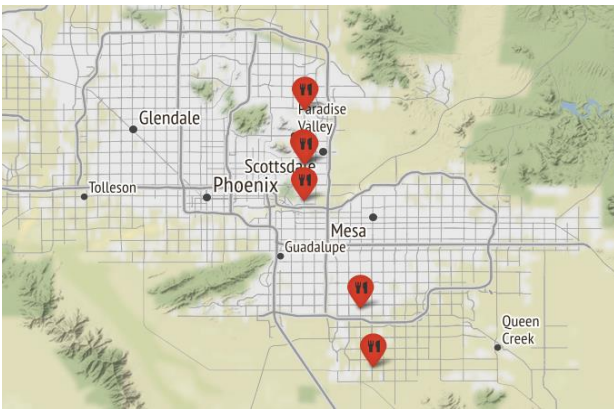 Glendale
Paradise
Valley
Scottsdale
Tolleson
Phoenix
Mesa
Guadalupe
Queen
Creek